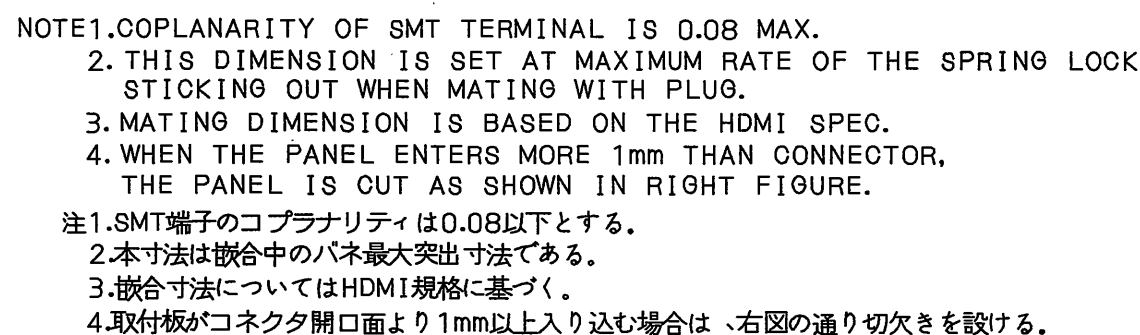 NOTE1.COPLANARITY OF SMT TERMINAL IS 0.08 MAX.
2. THIS DIMENSION IS SET AT MAXIMUM RATE OF THE SPRING LOCK
STICKING OUT WHEN MATING WITH PLUG.
3. MATING DIMENSION IS BASED ON THE HDMI SPEC.
4. WHEN THE PANEL ENTERS MORE 1mm THAN CONNECTOR,
THE PANEL IS CUT AS SHOWN IN RIGHT FIGURE.
注1.SMT端子のコプラナリティは0.08以下とする。
2.本寸法は嵌合中のバネ最大突出寸法である。
3.嵌合寸法についてはHDMI規格に基づく。
4.取付板がコネクタ開口面より1mm以上入り込む場合は、右図の通り切欠きを設ける。